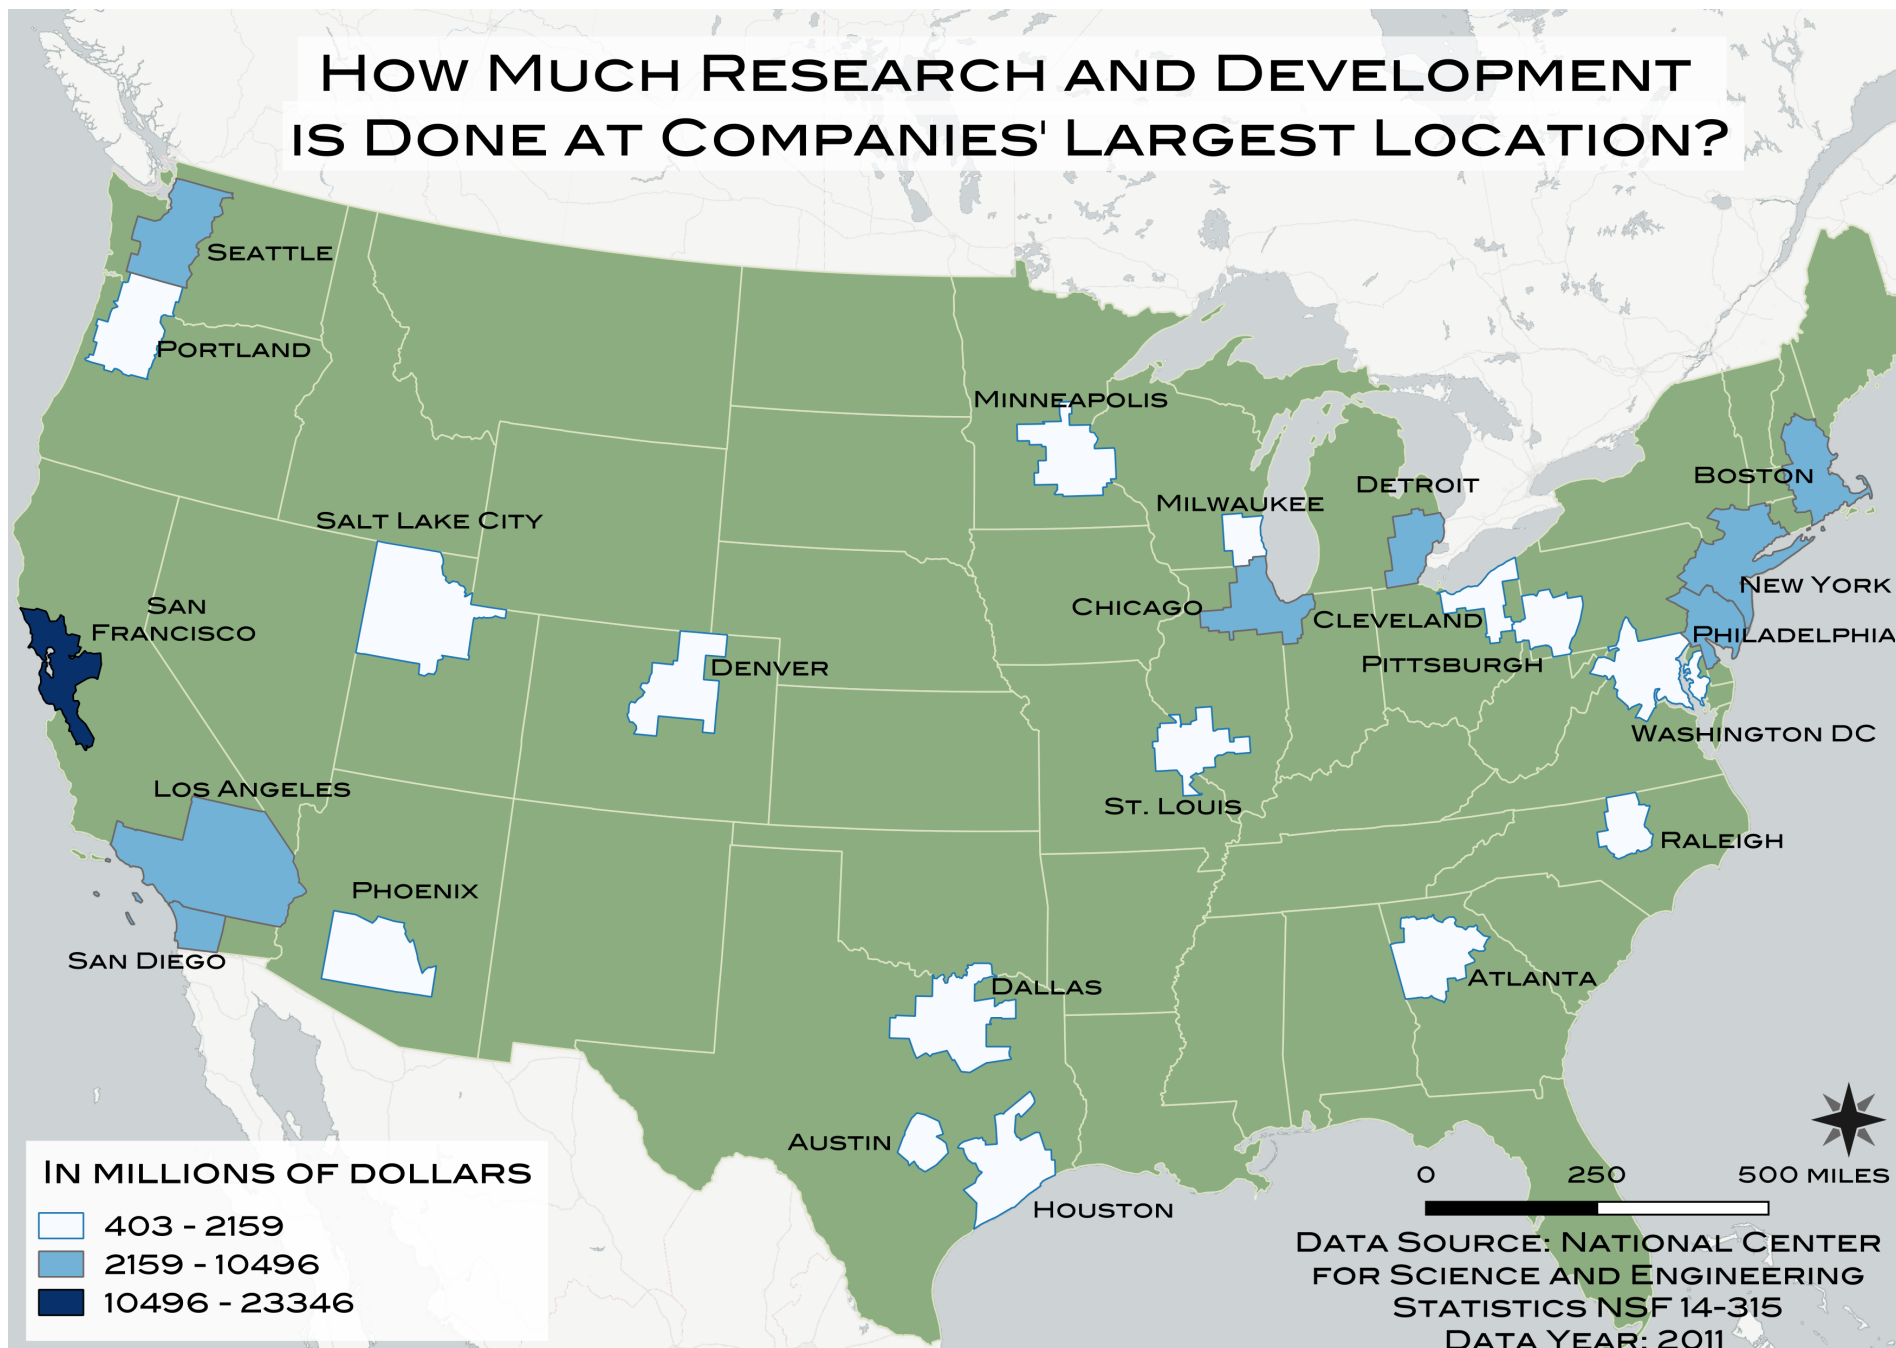 How Much Research and Development
is Done at Companies' Largest Location?
Seattle
Portland
Minneapolis
Milwaukee
Detroit
Boston
Salt Lake City
San
Francisco
Chicago
Cleveland
New York
Philadelphia
Pittsburgh
Denver
Washington DC
Los Angeles
St. Louis
Raleigh
Phoenix
San Diego
Dallas
Atlanta
Austin
Houston
In millions of dollars
403 - 2159
2159 - 10496
10496 - 23346
0 250 500 miles
Data Source: National Center
for Science and Engineering
Statistics NSF 14-315
Data Year: 2011